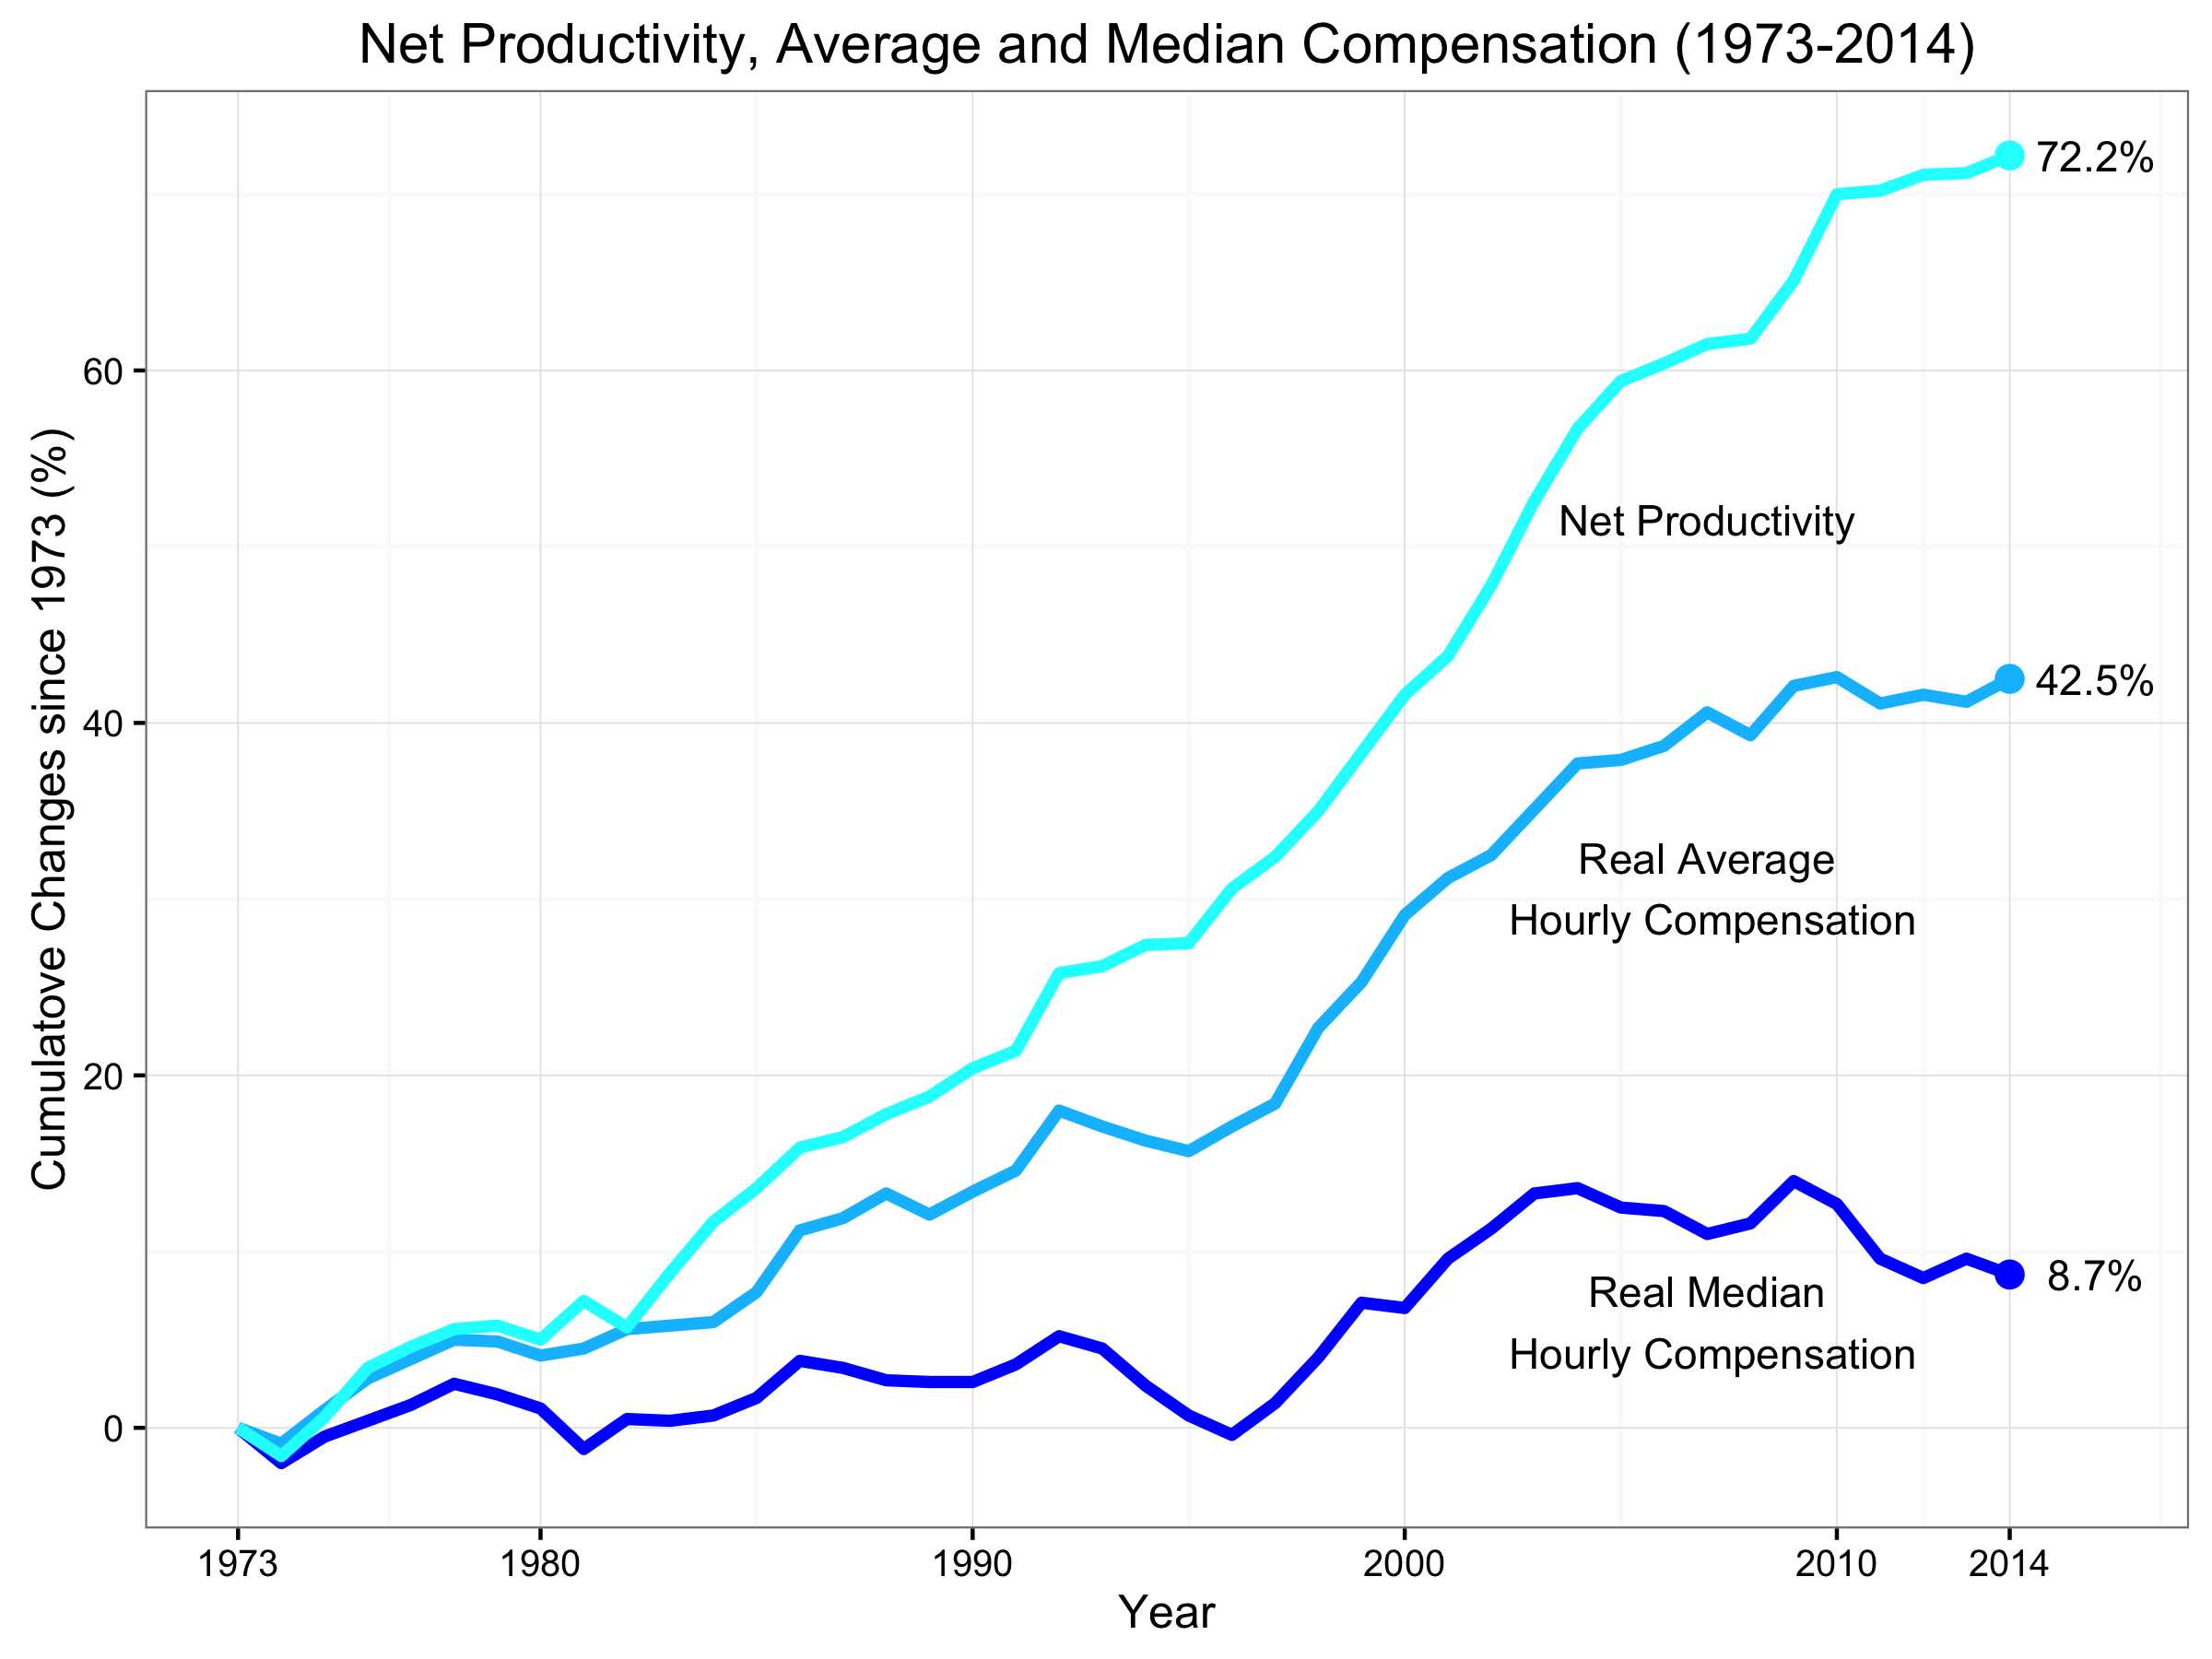 Net Productivity, Average and Median Compensation (1973-2014)
Cumulatove Changes since 1973 (%)
72.2%
60
Net Productivity
42.5%
40
Real Average
Hourly Compensation
20
8.7%
Real Median
Hourly Compensation
0
1973 1980 1990 2000 2010 2014
Year